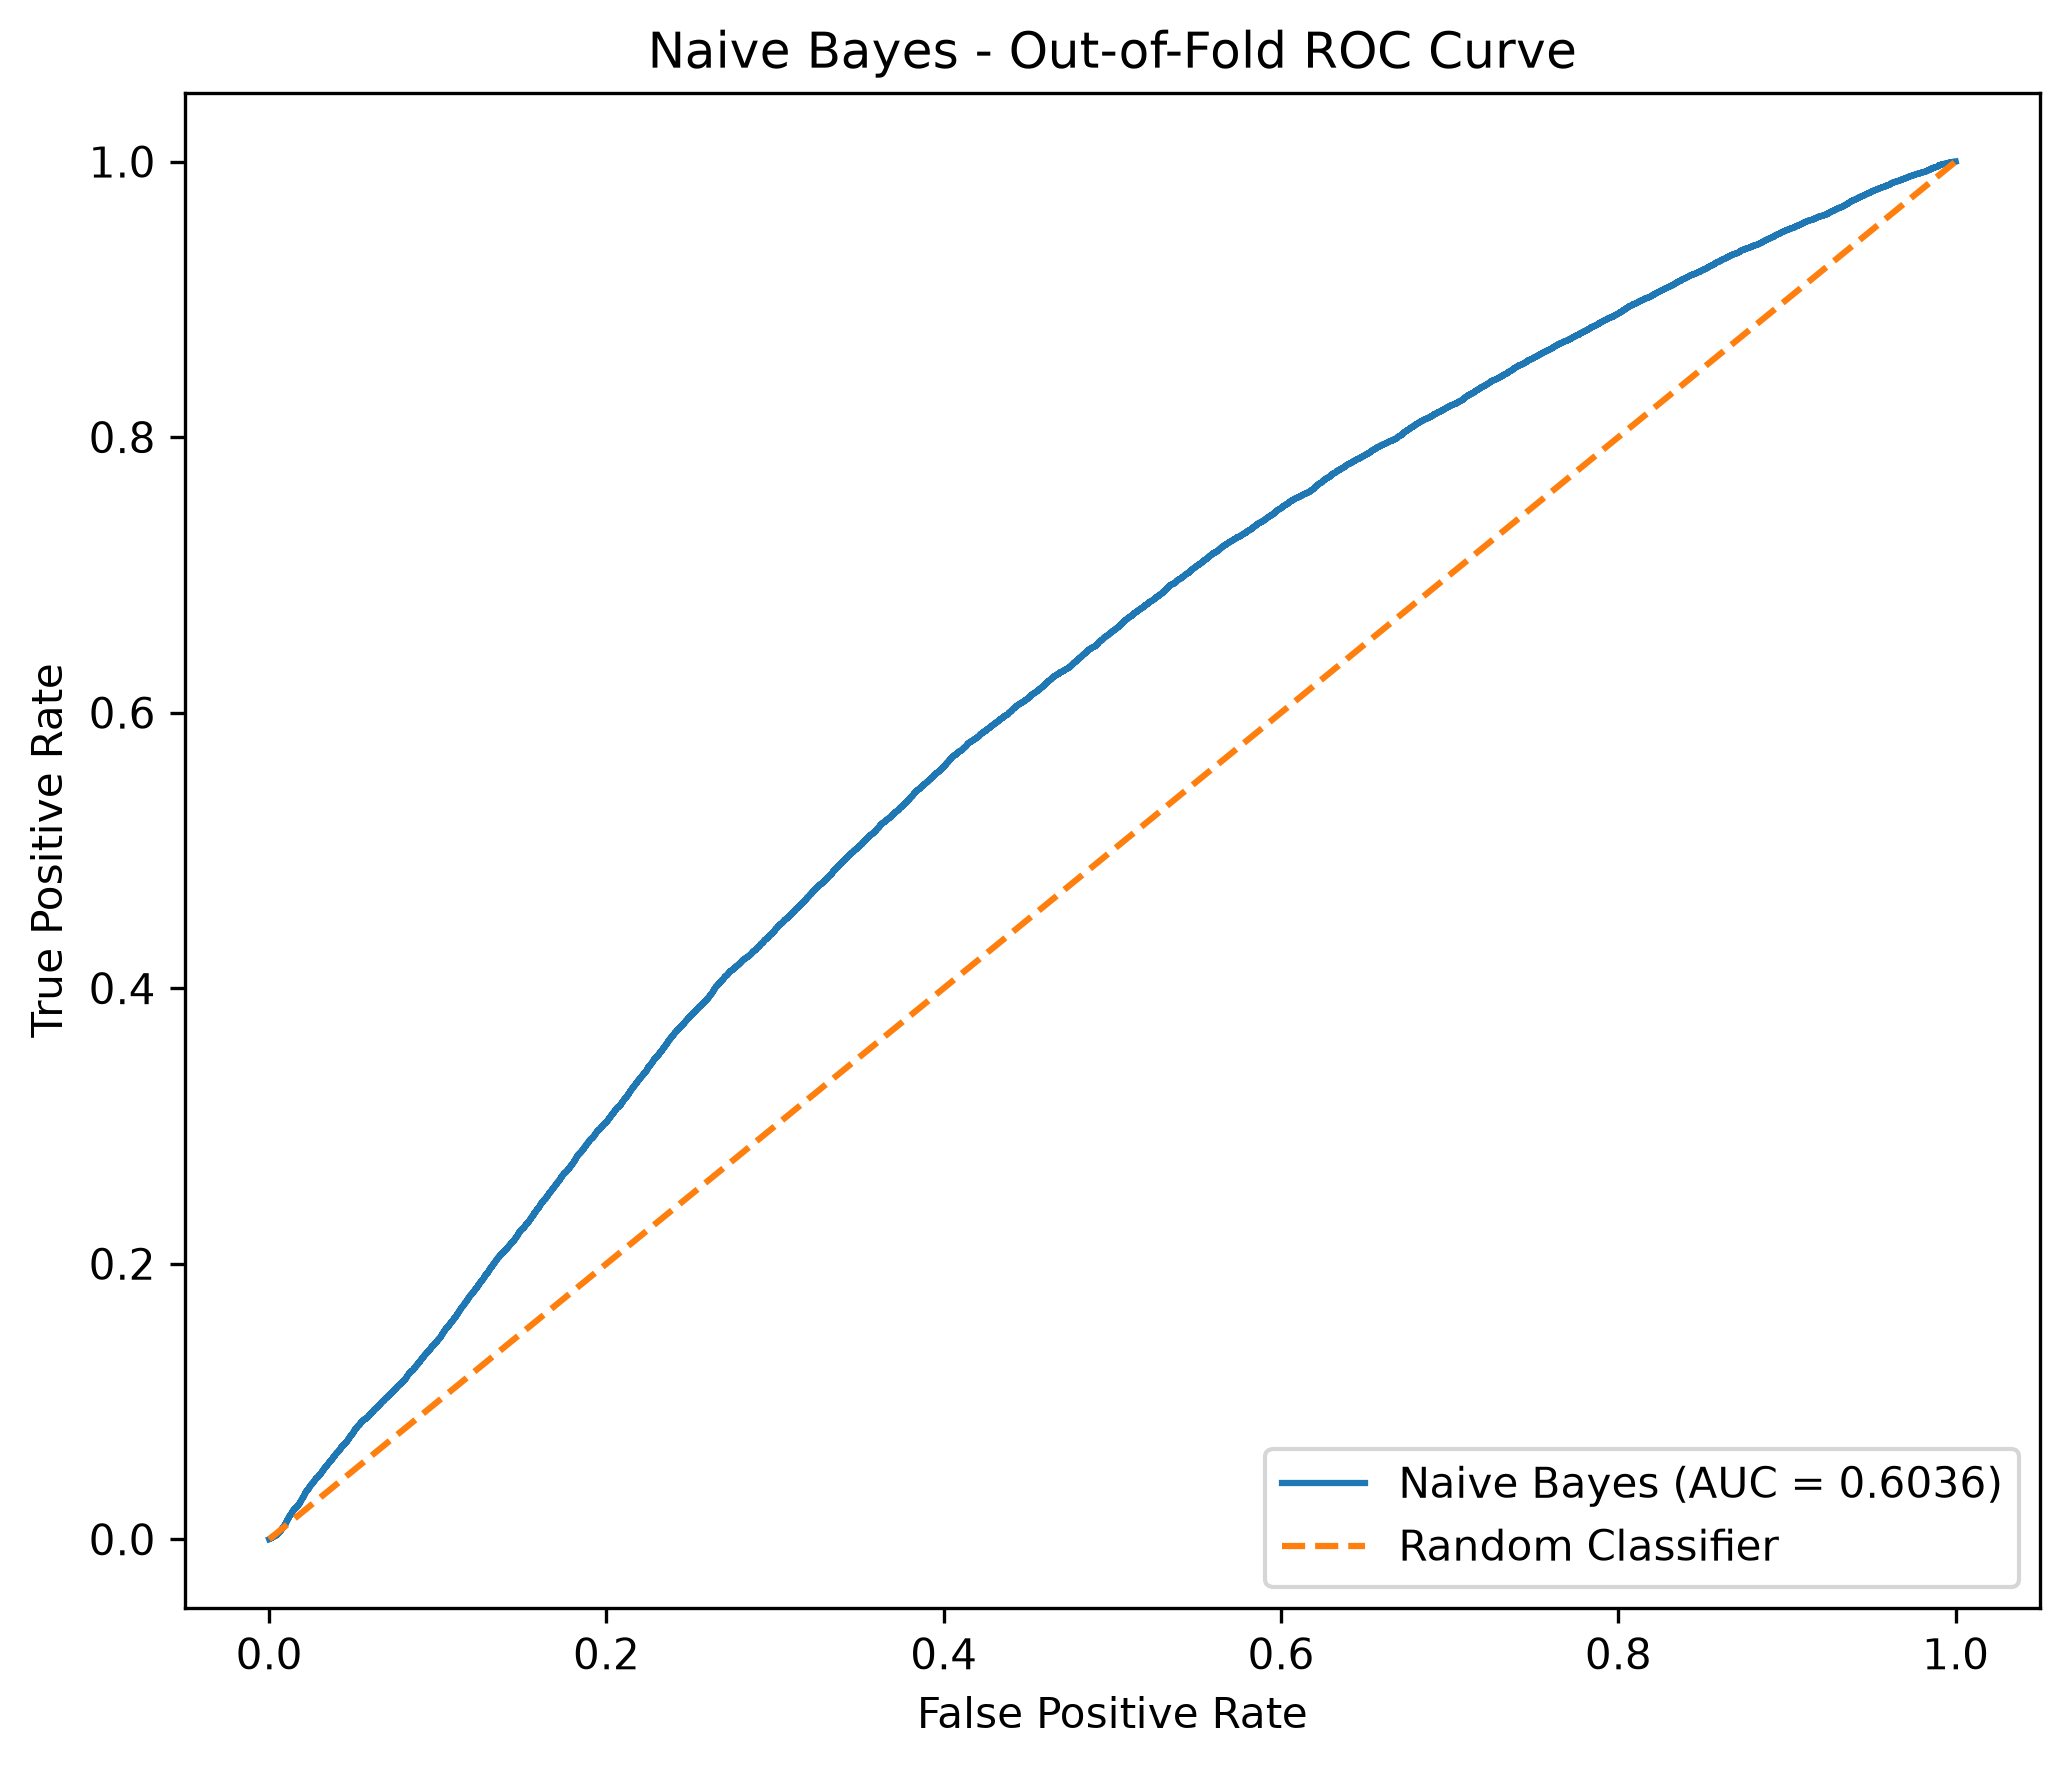 Naive Bayes - Out-of-Fold ROC Curve
1.0
0.8
0.6
0.4
0.2
0.0
True Positive Rate
Naive Bayes (AUC = 0.6036)
Random Classifier
0.0 0.2 0.4 0.6 0.8 1.0
False Positive Rate